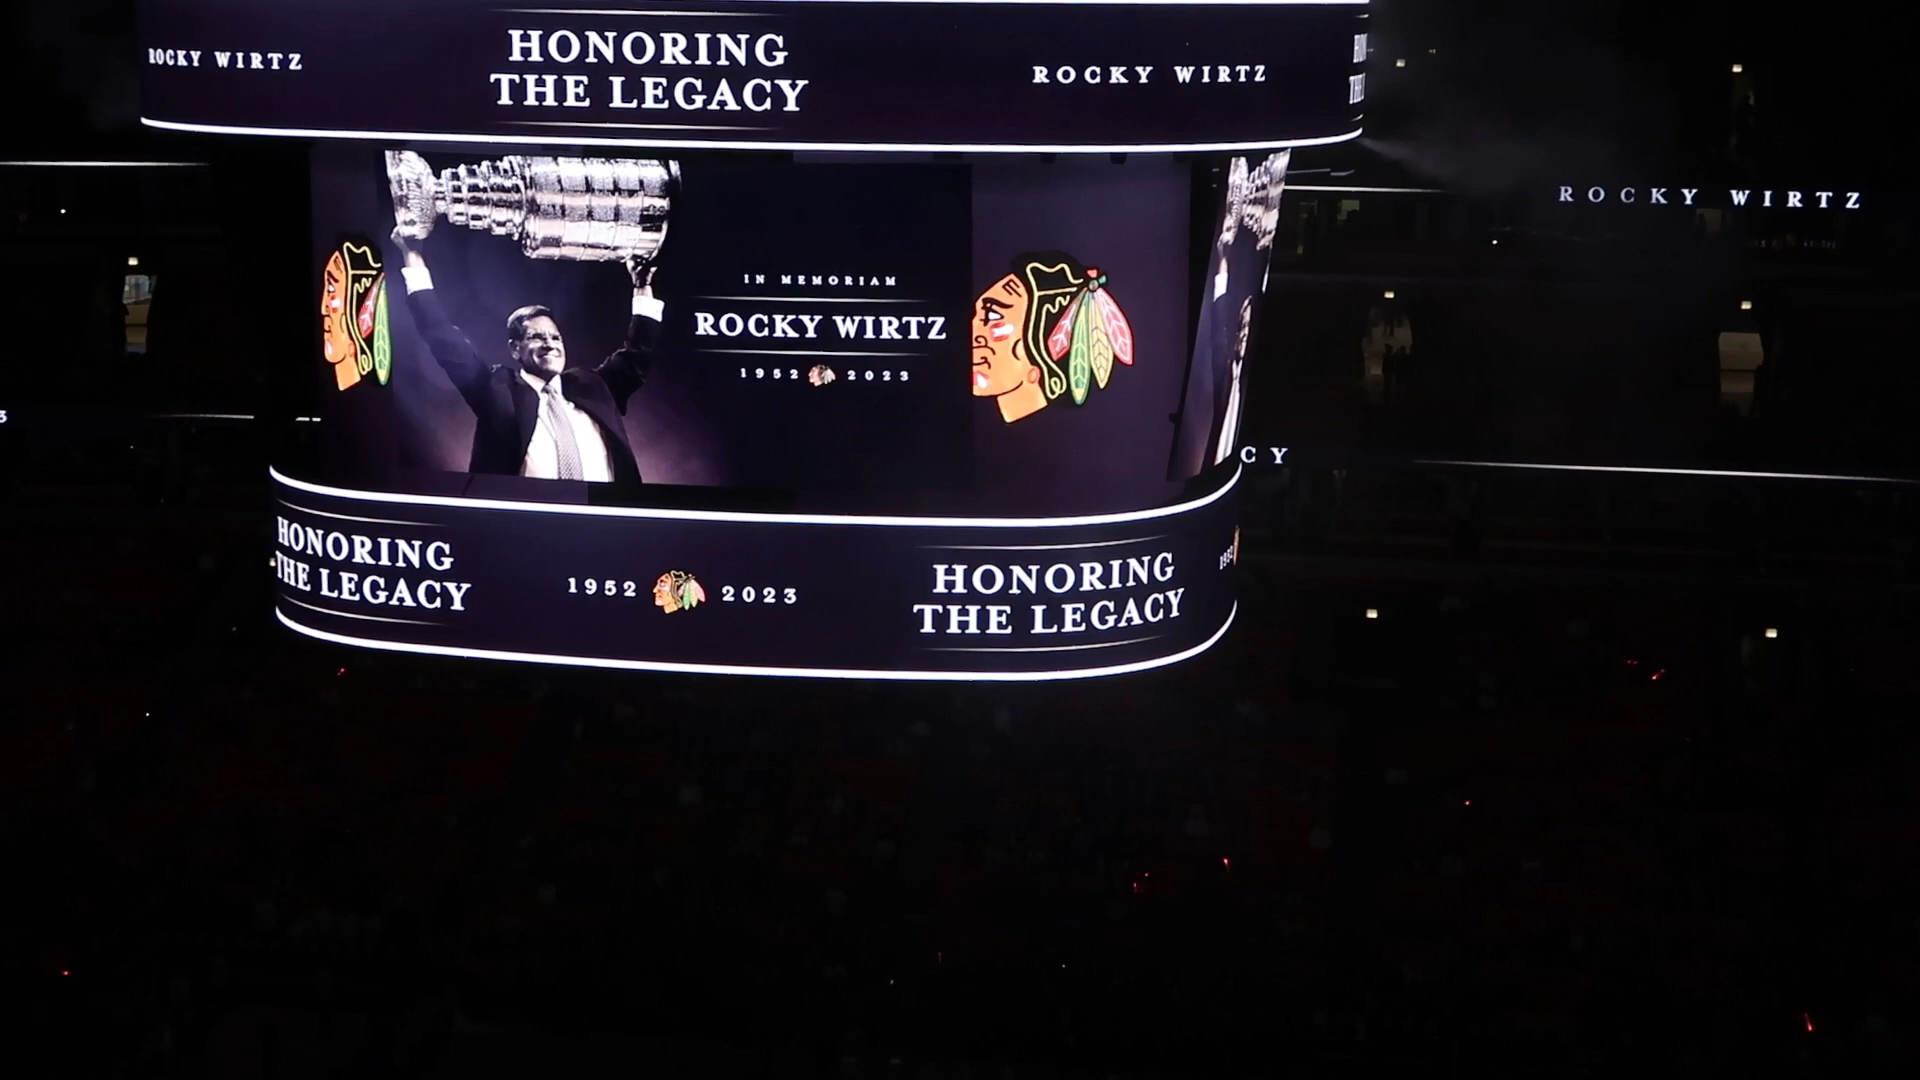 ROCKY WIRTZ
HONORING
THE LEGACY
ROCKY WIRTZ
ROCKY WIRTZ
IN MEMORIAM
ROCKY WIRTZ
1952 2023
CY
HONORING
THE LEGACY
1952 2023
HONORING
THE LEGACY